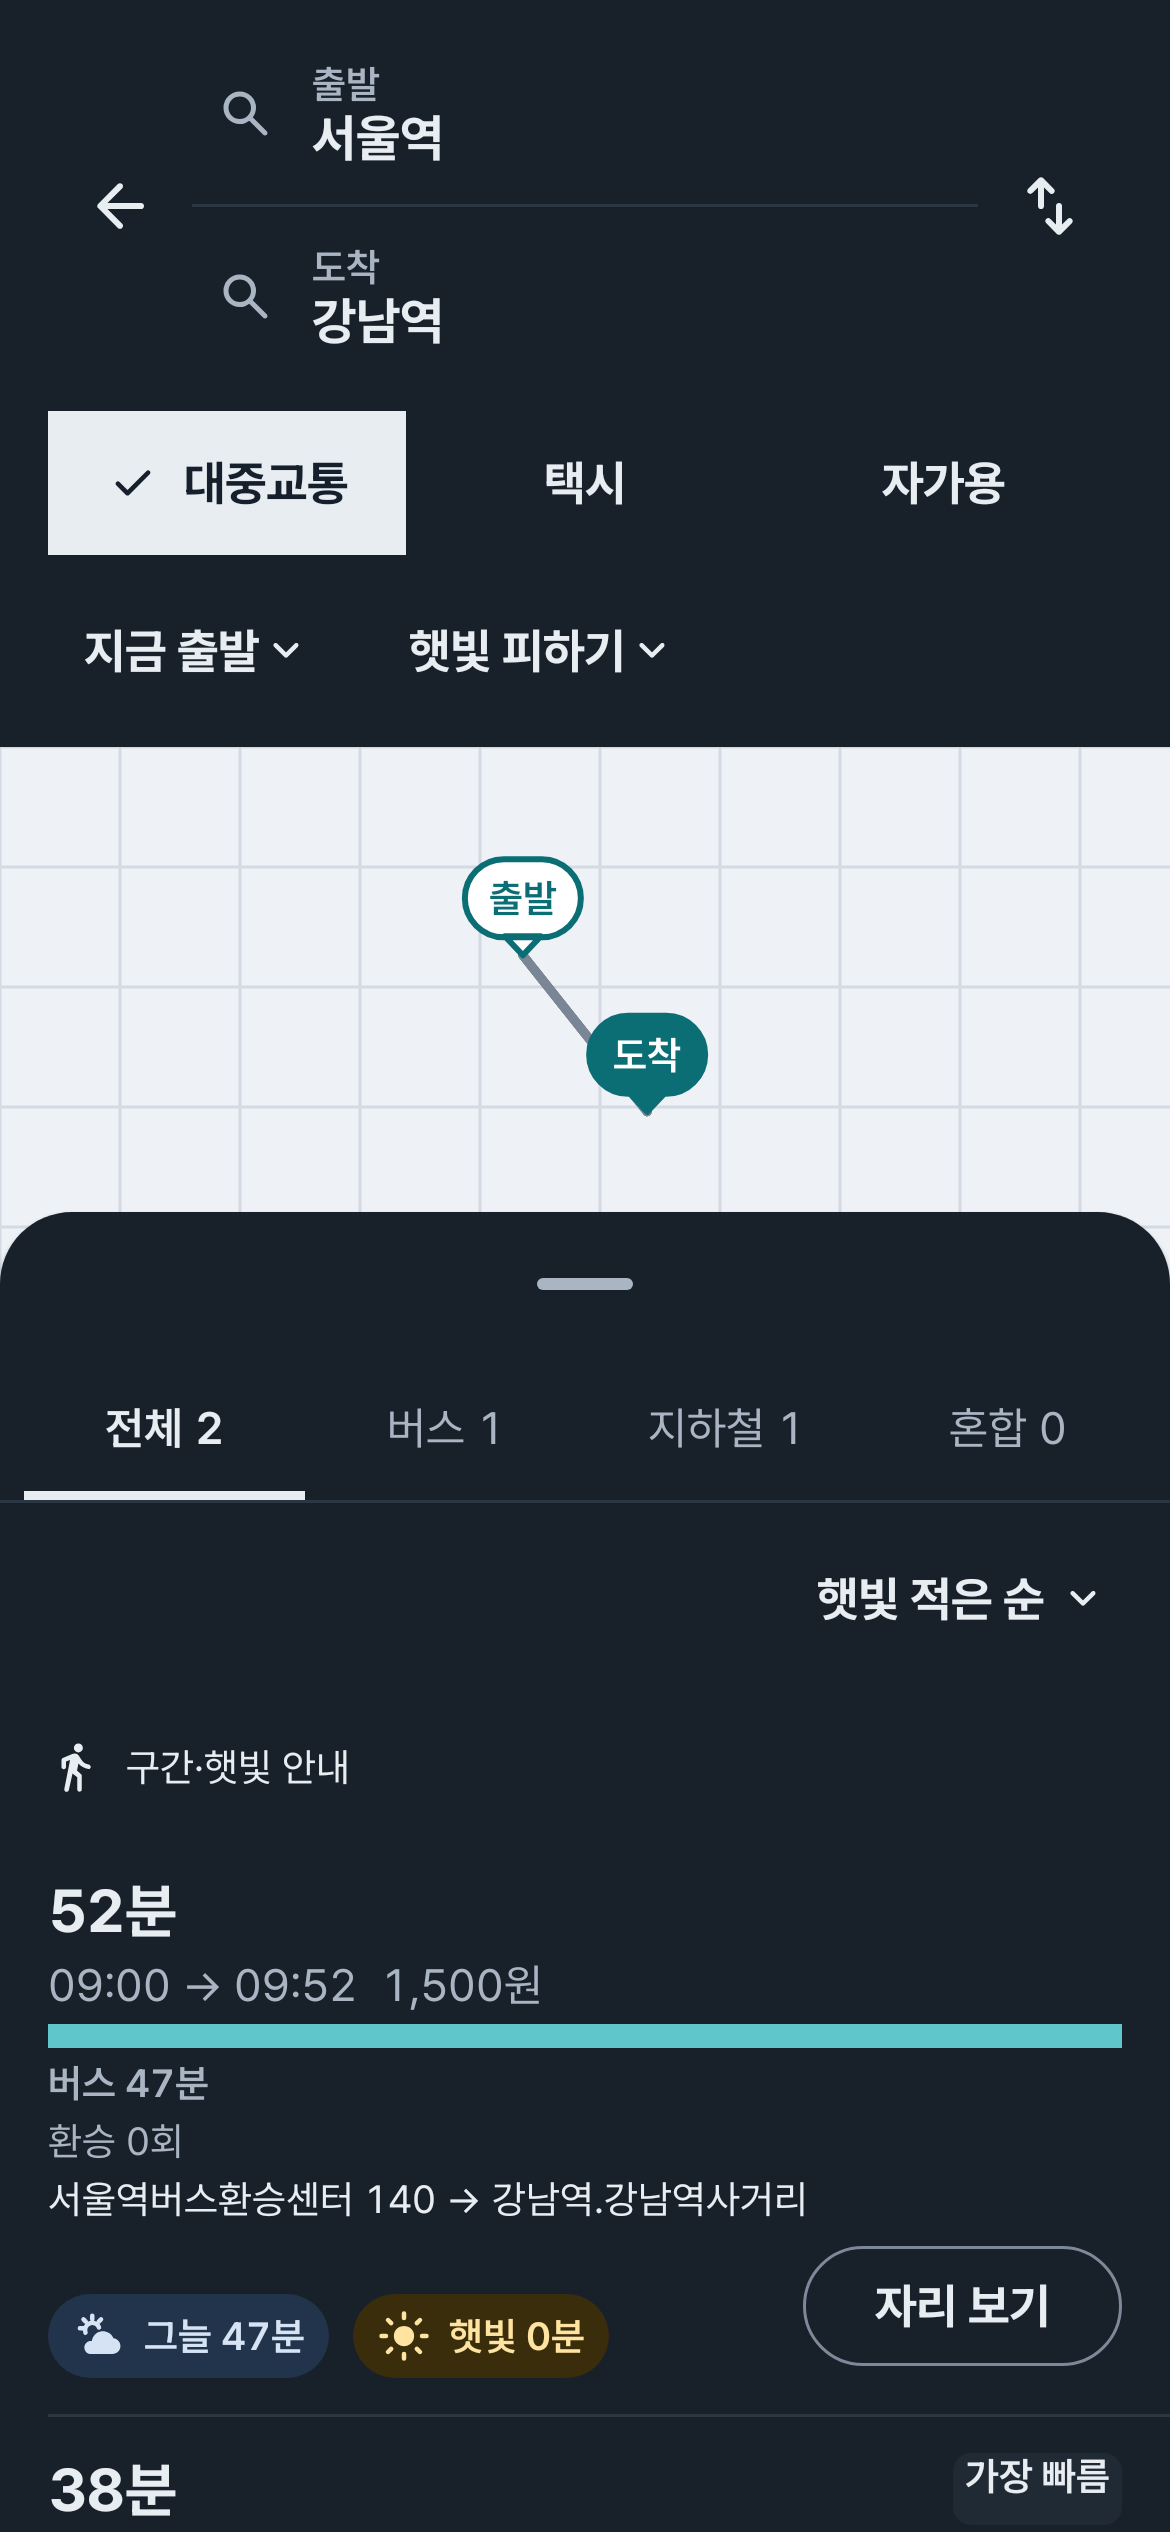 출발
서울역
도착
강남역
대중교통 택시 자가용
지금 출발 햇빛 피하기
출발
도착
전체 2 버스 1 지하철 1 혼합 0
햇빛 적은 순
구간·햇빛 안내
52분
09:00 → 09:52 1,500원
버스 47분
환승 0회
서울역버스환승센터 140 → 강남역.강남역사거리
자리 보기
그늘 47분 햇빛 0분
38분 가장 빠름